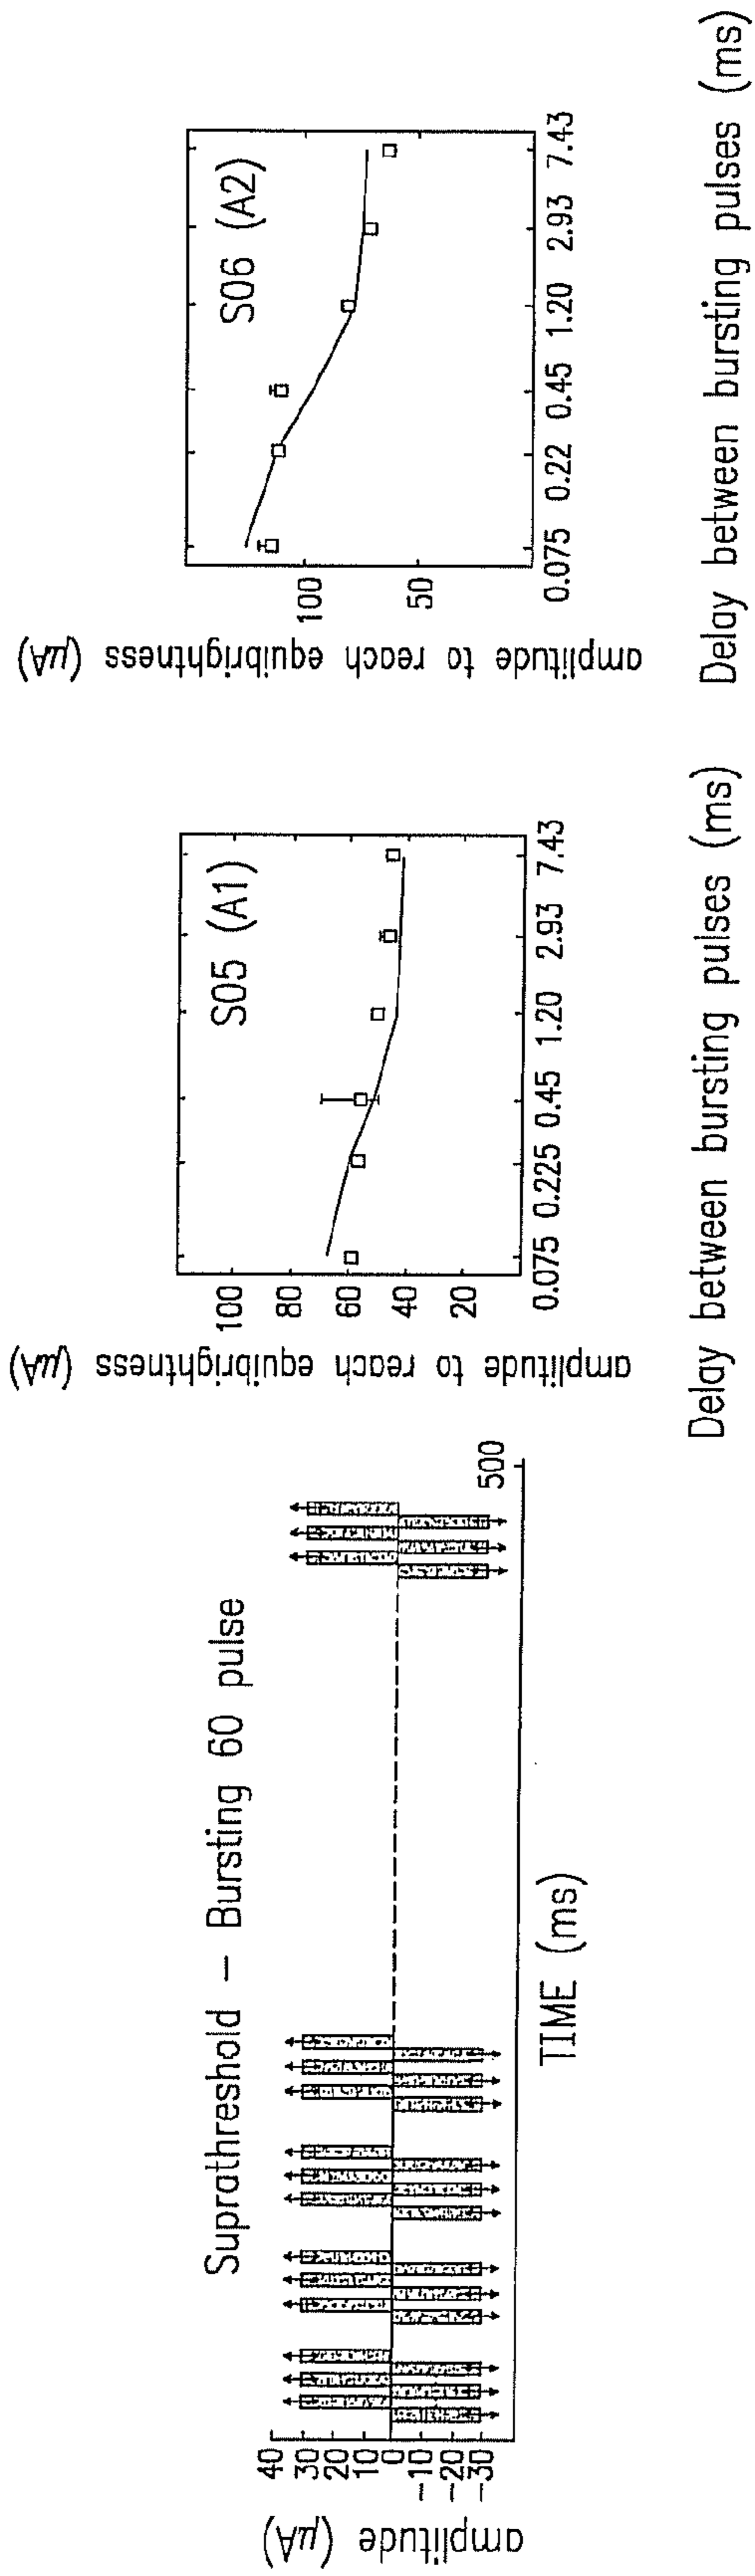 Suprathreshold – Bursting 60 pulse
amplitude (μA)
40
30
20
10
0
-10
-20
-30
500
TIME (ms)
S05 (A1)
amplitude to reach equibrightness (μA)
100
80
60
40
20
0.075 0.225 0.45 1.20 2.93 7.43
Delay between bursting pulses (ms)
S06 (A2)
amplitude to reach equibrightness (μA)
100
50
0.075 0.22 0.45 1.20 2.93 7.43
Delay between bursting pulses (ms)